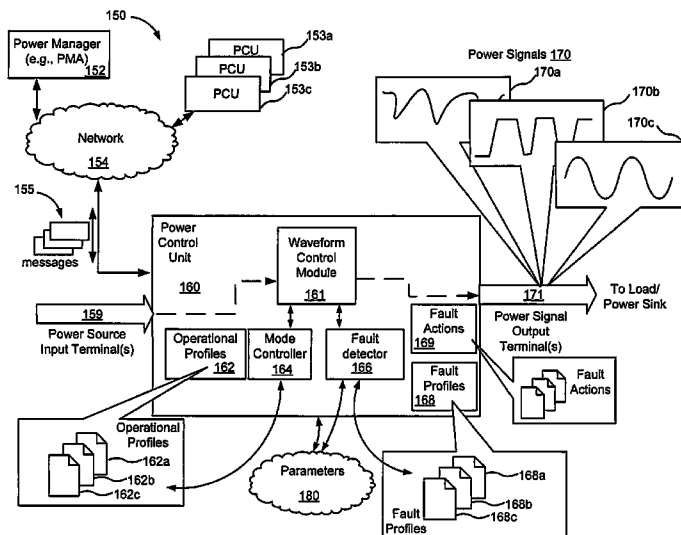 150
Power Manager
(e.g., PMA)
152
PCU
PCU
PCU
153a
153b
153c
Power Signals 170
170a
170b
170c
Network
154
155
messages
Power
Control
Unit
160
Waveform
Control
Module
161
159
Power Source
Input Terminal(s)
Operational
Profiles
162
Mode
Controller
164
Fault
detector
166
Fault
Actions
169
Fault
Profiles
168
171
Power Signal
Output
Terminal(s)
To Load/
Power Sink
Fault
Actions
Operational
Profiles
162a
162b
162c
Parameters
180
168a
168b
168c
Fault
Profiles